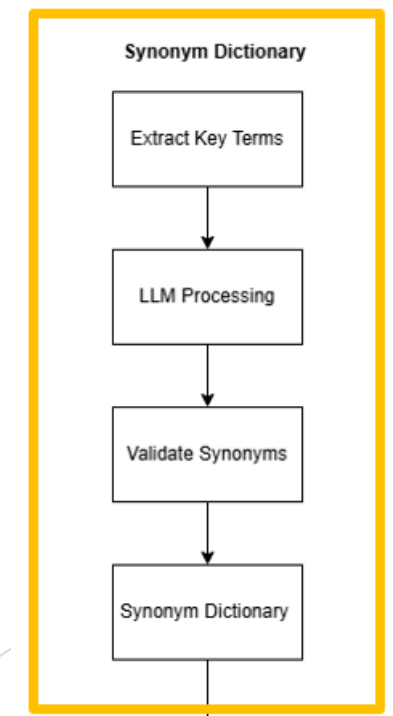 Synonym Dictionary
Extract Key Terms
LLM Processing
Validate Synonyms
Synonym Dictionary